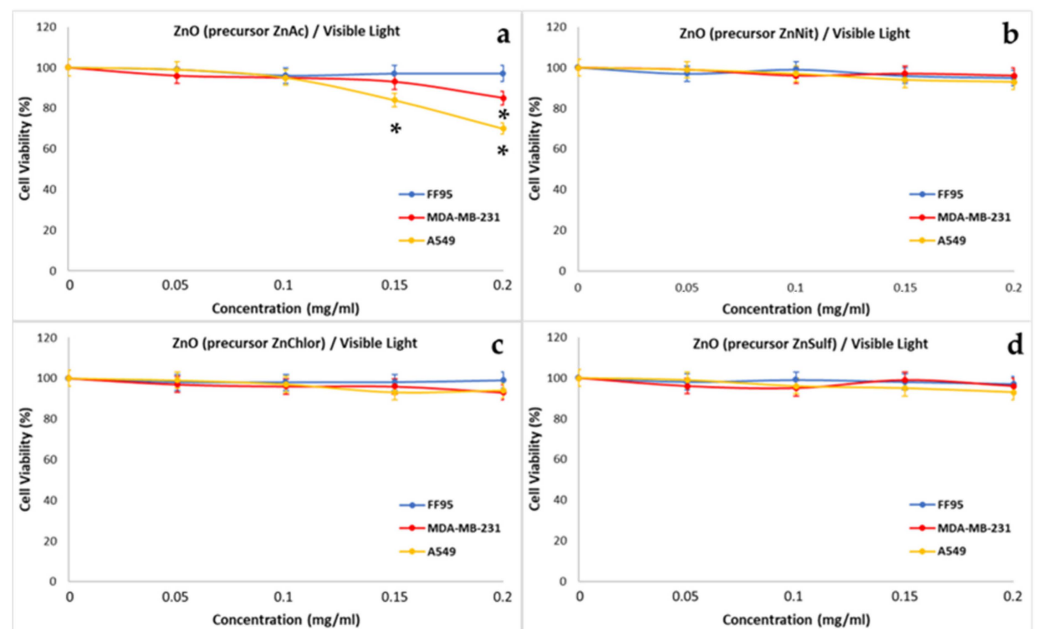 ZnO (precursor ZnAc) / Visible Light
a
Cell Viability (%)
120
100
80
60
40
20
0
*
*
*
FF95
MDA-MB-231
A549
0 0.05 0.1 0.15 0.2
Concentration (mg/ml)
ZnO (precursor ZnNit) / Visible Light
b
Cell Viability (%)
120
100
80
60
40
20
0
FF95
MDA-MB-231
A549
0 0.05 0.1 0.15 0.2
Concentration (mg/ml)
ZnO (precursor ZnChlor) / Visible Light
c
Cell Viability (%)
120
100
80
60
40
20
0
FF95
MDA-MB-231
A549
0 0.05 0.1 0.15 0.2
Concentration (mg/ml)
ZnO (precursor ZnSulf) / Visible Light
d
Cell Viability (%)
120
100
80
60
40
20
0
FF95
MDA-MB-231
A549
0 0.05 0.1 0.15 0.2
Concentration (mg/ml)